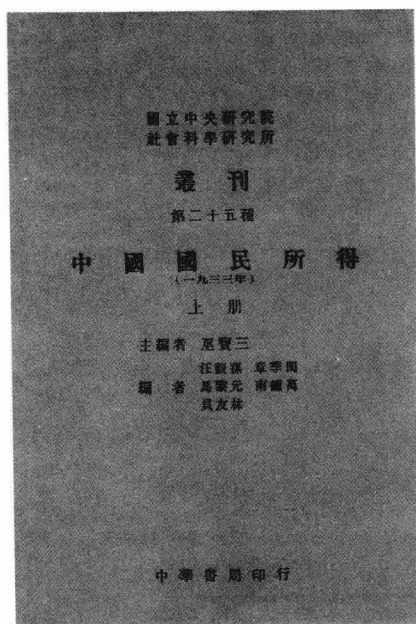 國立中央研究院
社會科學研究所
叢刊
第二十五種
中國國民所得
(一九三三年)
上册
主編者 巫寶三
汪馥蓀 章季閎
編者 馬黎元 南鍾萬
貝友林
中華書局印行